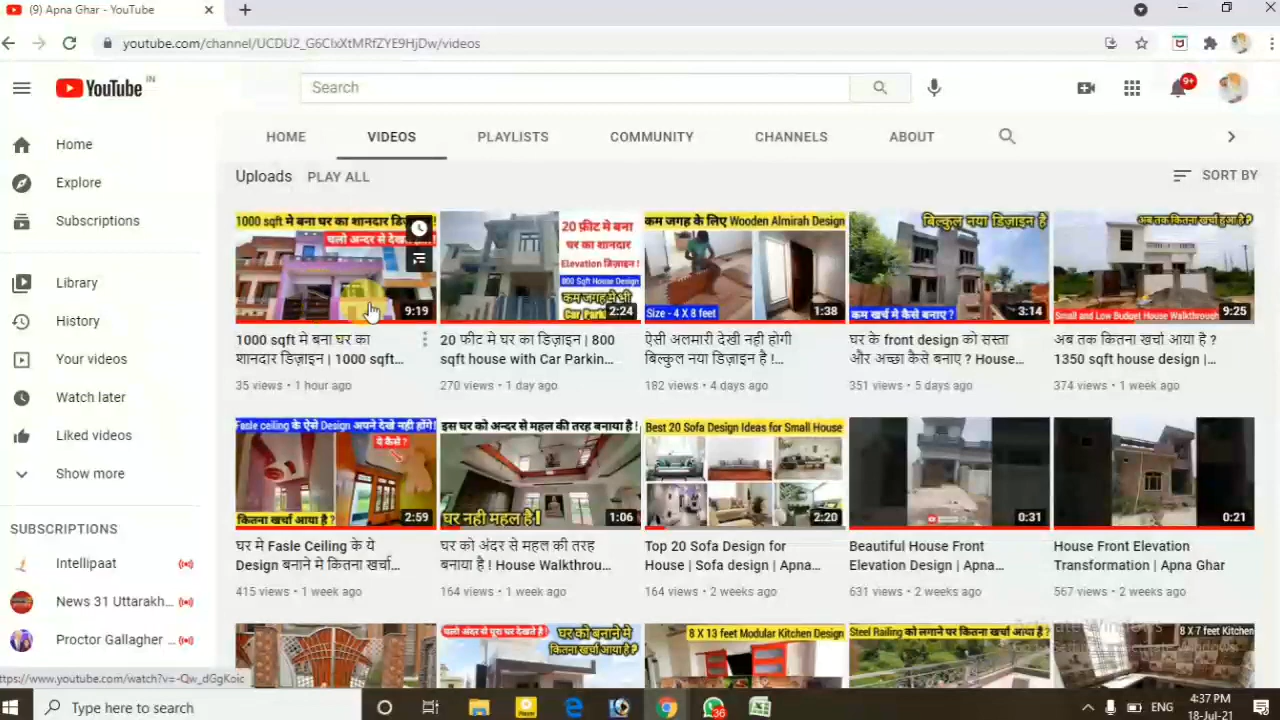 (9) Apna Ghar - YouTube
youtube.com/channel/UCDU2_G6CIxXtMRfZYE9HjDw/videos
YouTube IN
Search
9+
Home
Explore
Subscriptions
Library
History
Your videos
Watch later
Liked videos
Show more
SUBSCRIPTIONS
Intellipaat
News 31 Uttarakh...
Proctor Gallagher ...
HOME VIDEOS PLAYLISTS COMMUNITY CHANNELS ABOUT
Uploads PLAY ALL SORT BY
1000 sqft मे बना घर का शानदार
चलो अन्दर से
9:19
1000 sqft मे बना घर का
शानदार डिज़ाइन | 1000 sqft...
35 views • 1 hour ago
20 फ़ीट मे बना
घर का शानदार
Elevation डिज़ाइन !
800 Sqft House Design
कम जगह मे भी
2:24
20 फीट मे घर का डिज़ाइन | 800
sqft house with Car Parkin...
270 views • 1 day ago
कम जगह के लिए Wooden Almirah Design
Size - 4 X 8 feet
1:38
ऐसी अलमारी देखी नही होगी
बिल्कुल नया डिज़ाइन है !...
182 views • 4 days ago
बिल्कुल नया डिज़ाइन है
कम खर्च मे कैसे बनाए ?
3:14
घर के front design को सस्ता
और अच्छा कैसे बनाए ? House...
351 views • 5 days ago
अब तक कितना खर्चा हुआ है ?
Small and Low Budget House Walkthrough
9:25
अब तक कितना खर्चा आया है ?
1350 sqft house design |...
374 views • 1 week ago
Fasle ceiling के ऐसे Design अपने देखे नही होंगे!
ये कैसे ?
कितना खर्चा आया है ?
2:59
घर मे Fasle Ceiling के ये
Design बनाने मे कितना खर्चा...
415 views • 1 week ago
इस घर को अन्दर से महल की तरह बनाया है !
घर नही महल है!
1:06
घर को अंदर से महल की तरह
बनाया है ! House Walkthrou...
164 views • 1 week ago
Best 20 Sofa Design Ideas for Small House
2:20
Top 20 Sofa Design for
House | Sofa design | Apna...
164 views • 2 weeks ago
0:31
Beautiful House Front
Elevation Design | Apna...
631 views • 2 weeks ago
0:21
House Front Elevation
Transformation | Apna Ghar
567 views • 2 weeks ago
चलो अंदर से पूरा घर देखते है
घर को बनाने मे
कितना खर्चा आया है?
8 X 13 feet Modular Kitchen Design
Steel Railing को लगाने पर कितना खर्चा आया है ?
8 X 7 feet Kitchen
Activate Windows
https://www.youtube.com/watch?v=-Qw_dGgKoic
Type here to search
36
ENG
4:37 PM
18-Jul-21